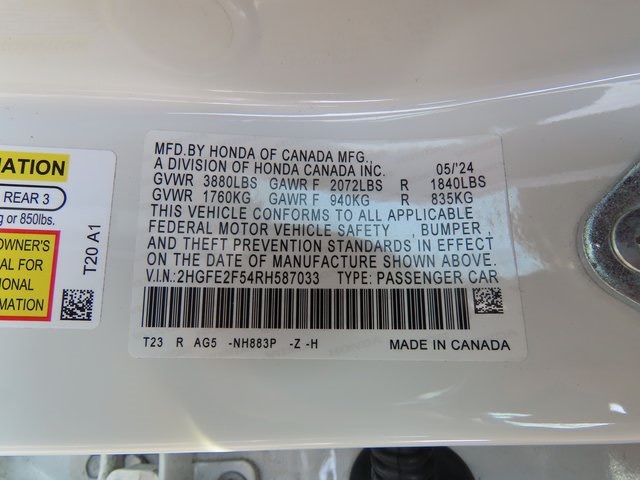 MFD.BY HONDA OF CANADA MFG.,
A DIVISION OF HONDA CANADA INC. 05/'24
GVWR 3880LBS GAWR F 2072LBS R 1840LBS
GVWR 1760KG GAWR F 940KG R 835KG
THIS VEHICLE CONFORMS TO ALL APPLICABLE
FEDERAL MOTOR VEHICLE SAFETY , BUMPER ,
AND THEFT PREVENTION STANDARDS IN EFFECT
ON THE DATE OF MANUFACTURE SHOWN ABOVE.
V.I.N.:2HGFE2F54RH587033 TYPE: PASSENGER CAR
T23 R AG5 -NH883P -Z -H MADE IN CANADA
MATION
REAR 3
g or 850lbs.
OWNER'S
AL FOR
IONAL
RMATION
T20 A1